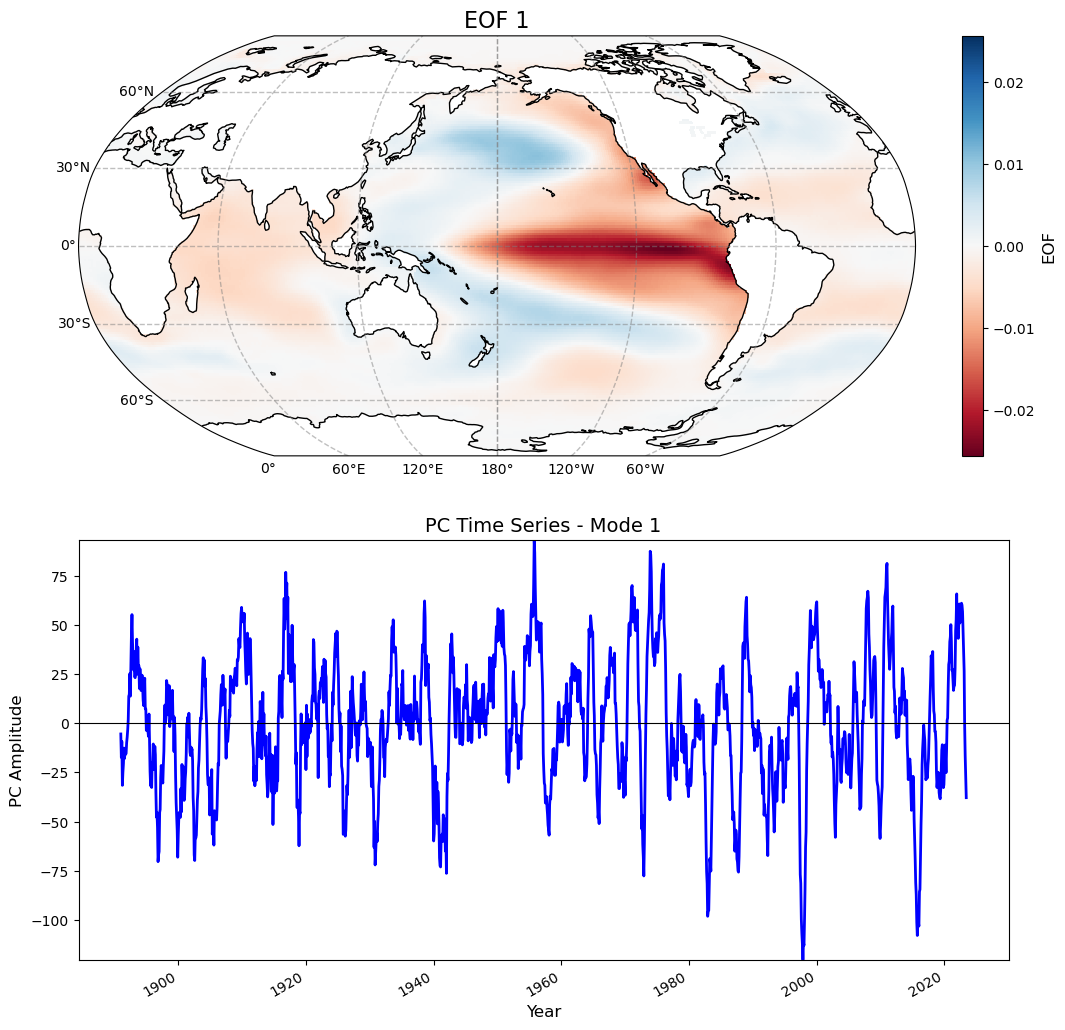 EOF 1
60°N
30°N
0°
30°S
60°S
0° 60°E 120°E 180° 120°W 60°W
0.02
0.01
0.00
−0.01
−0.02
EOF
PC Time Series - Mode 1
75
50
25
0
−25
−50
−75
−100
PC Amplitude
1900 1920 1940 1960 1980 2000 2020
Year